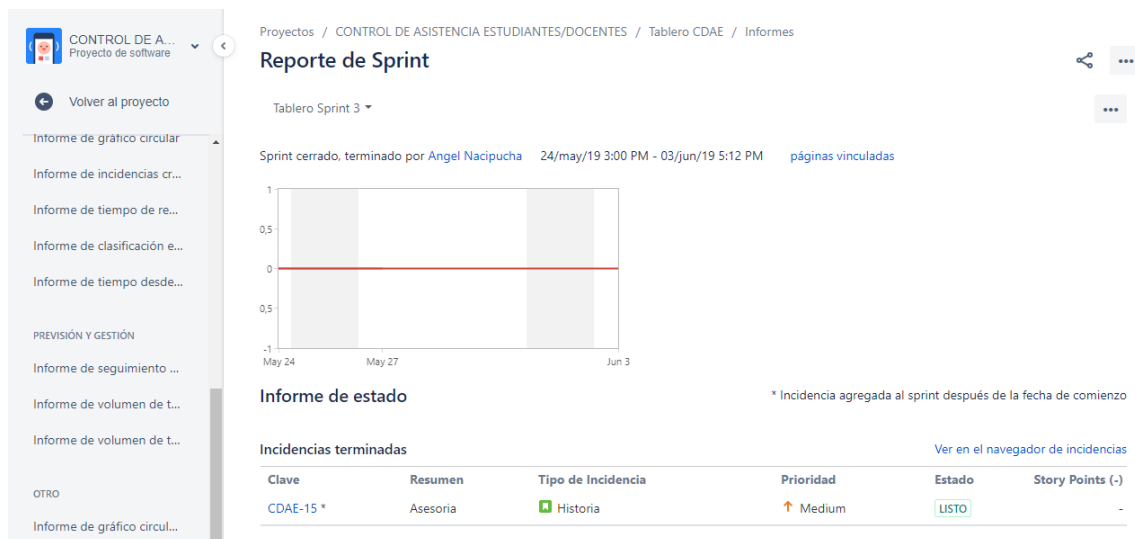 CONTROL DE A...
Proyecto de software
Volver al proyecto
Informe de gráfico circular
Informe de incidencias cr...
Informe de tiempo de re...
Informe de clasificación e...
Informe de tiempo desde...
PREVISIÓN Y GESTIÓN
Informe de seguimiento ...
Informe de volumen de t...
Informe de volumen de t...
OTRO
Informe de gráfico circul...
Proyectos / CONTROL DE ASISTENCIA ESTUDIANTES/DOCENTES / Tablero CDAE / Informes
Reporte de Sprint
Tablero Sprint 3
Sprint cerrado, terminado por Angel Nacipucha 24/may/19 3:00 PM - 03/jun/19 5:12 PM páginas vinculadas
1
0,5
0
0,5
-1
May 24 May 27 Jun 3
Informe de estado
* Incidencia agregada al sprint después de la fecha de comienzo
Incidencias terminadas
Ver en el navegador de incidencias
Clave Resumen Tipo de Incidencia Prioridad Estado Story Points (-)
CDAE-15 * Asesoria Historia Medium LISTO -